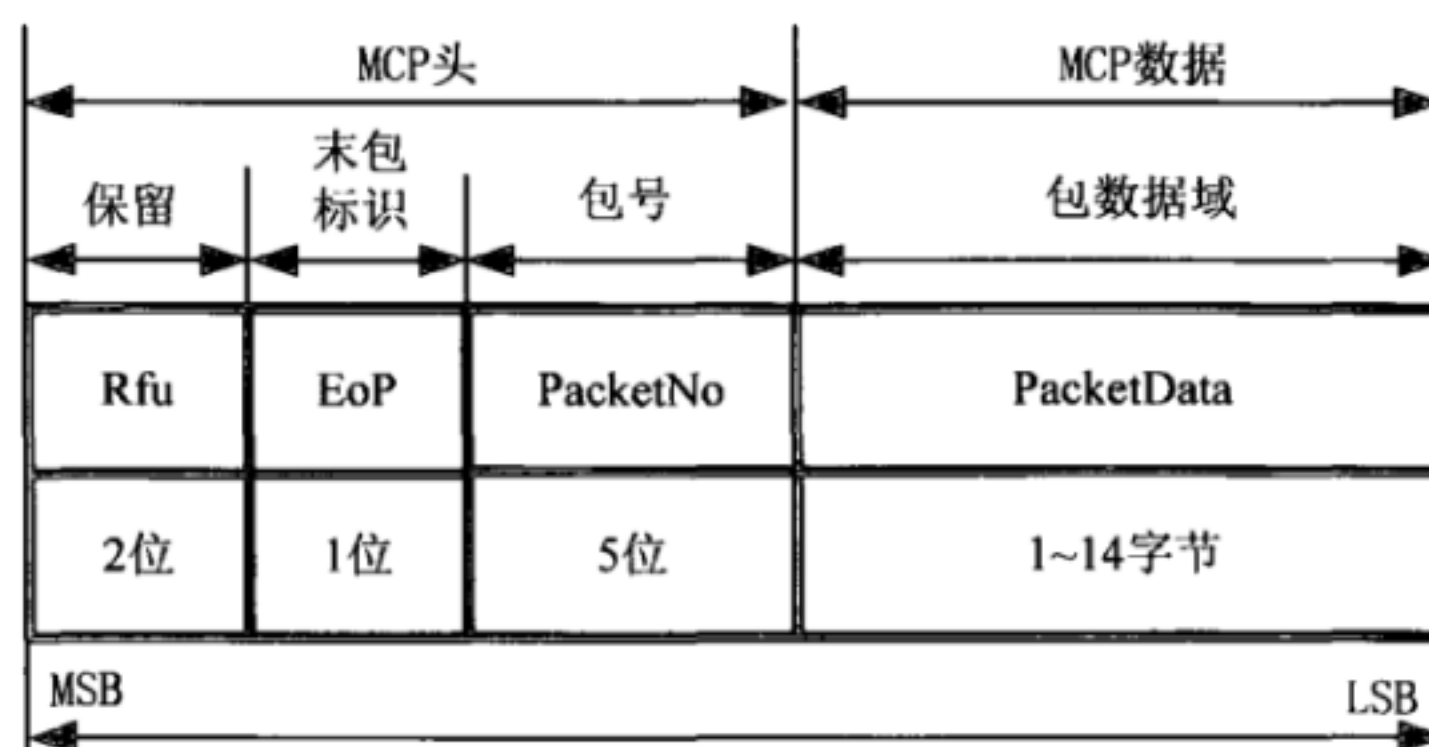 MCP头
MCP数据
保留
末包
标识
包号
包数据域
Rfu
EoP
PacketNo
PacketData
2位
1位
5位
1~14字节
MSB
LSB